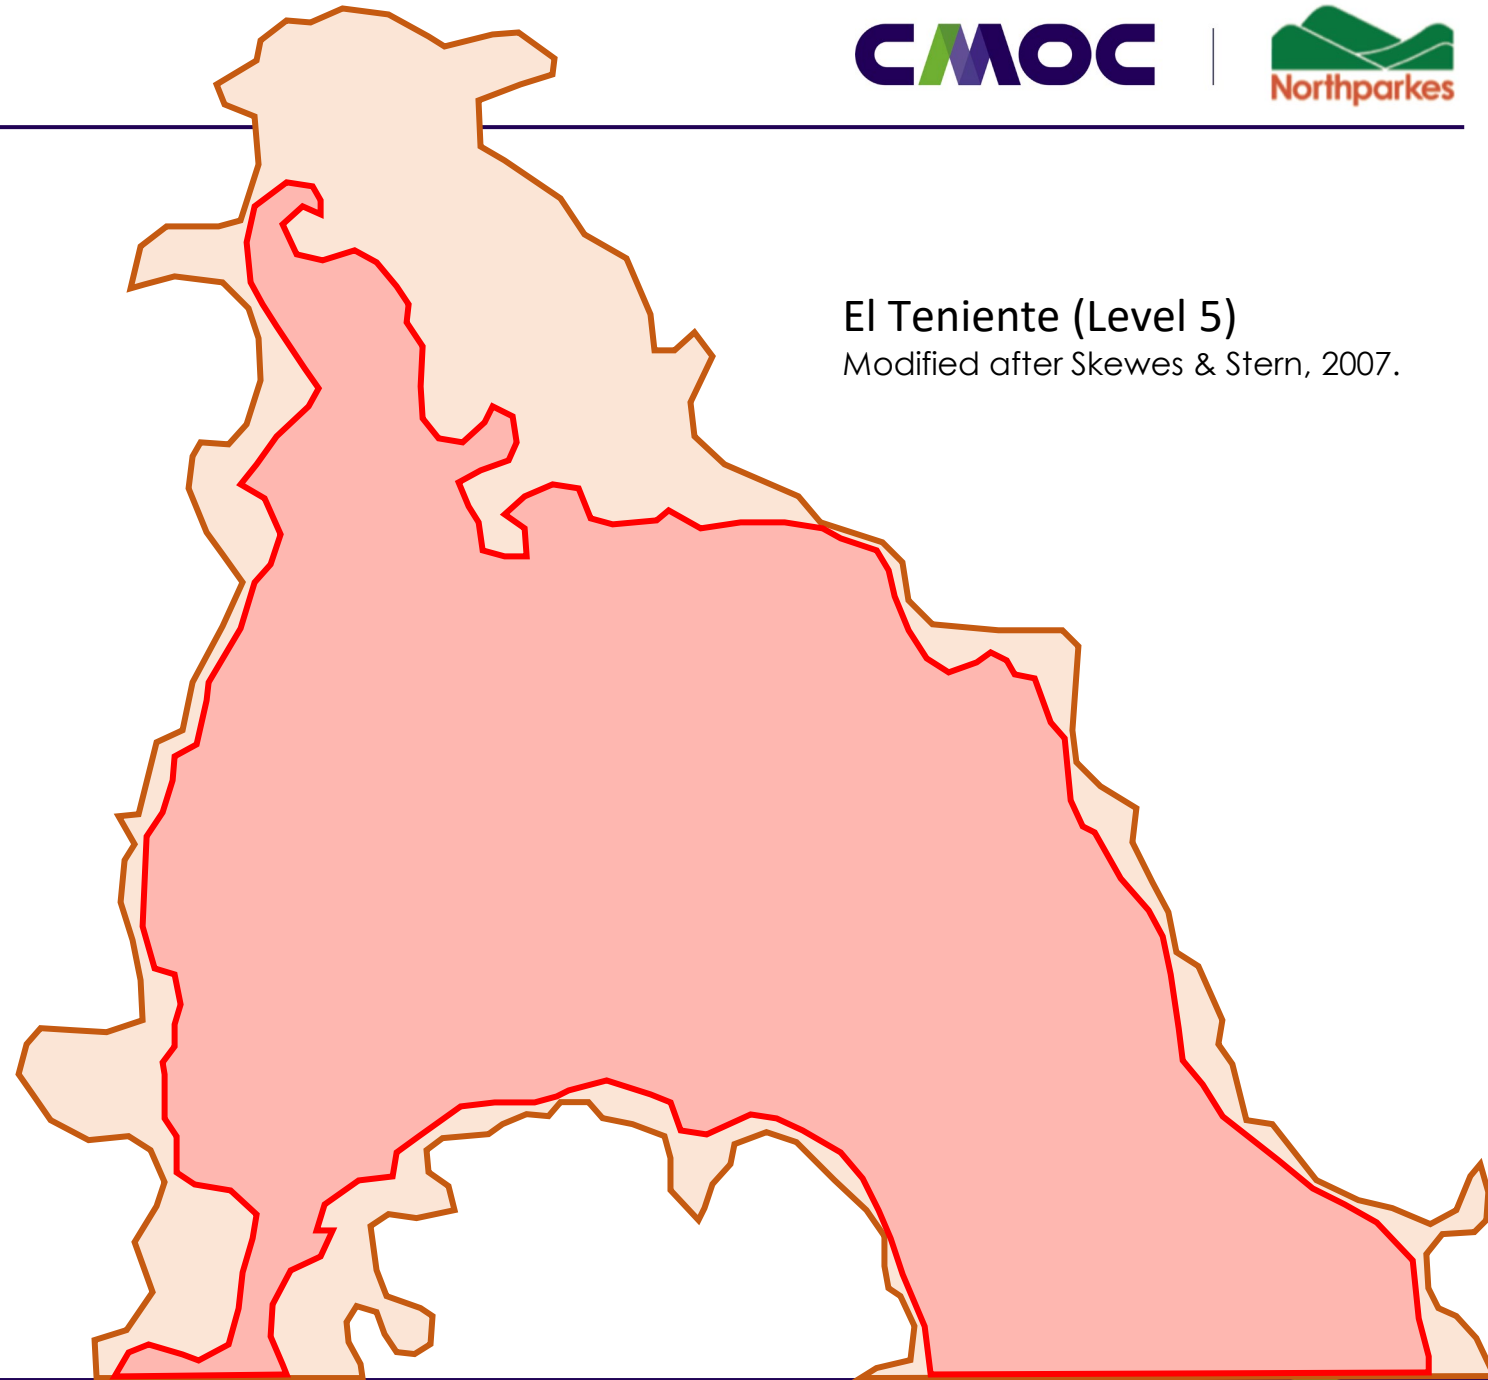 CMOC
Northparkes
El Teniente (Level 5)
Modified after Skewes & Stern, 2007.